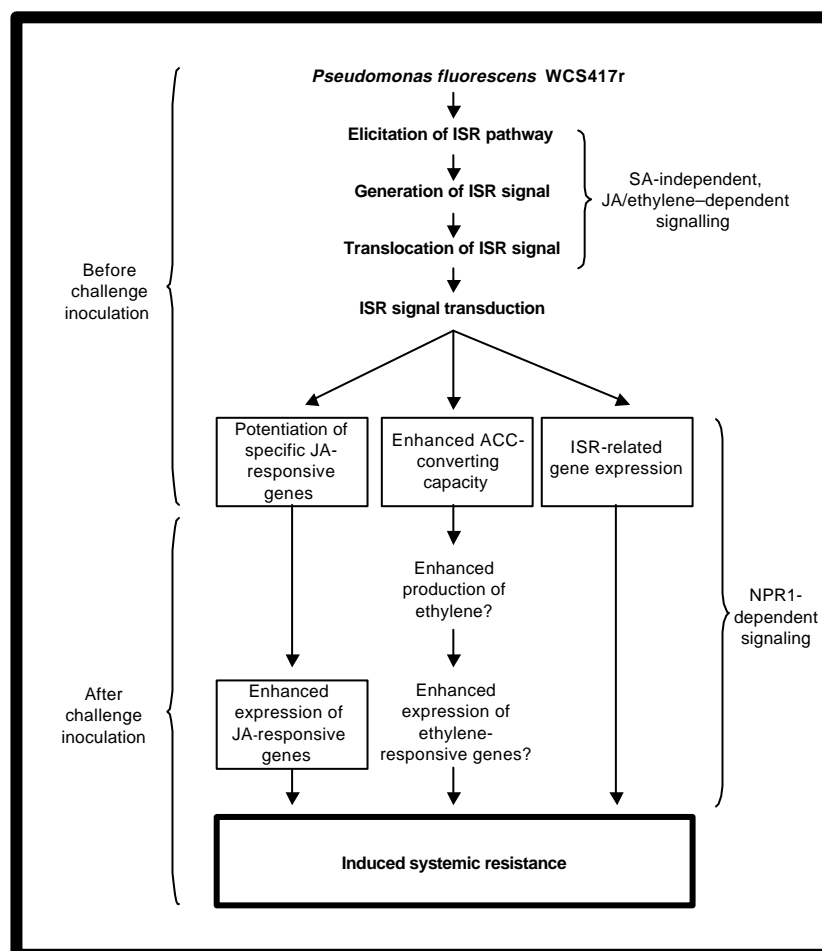 Pseudomonas fluorescens WCS417r
Elicitation of ISR pathway
Generation of ISR signal
Translocation of ISR signal
SA-independent,
JA/ethylene–dependent
signalling
ISR signal transduction
Before
challenge
inoculation
Potentiation of
specific JA-
responsive
genes
Enhanced ACC-
converting
capacity
ISR-related
gene expression
Enhanced
production of
ethylene?
NPR1-
dependent
signaling
After
challenge
inoculation
Enhanced
expression of
JA-responsive
genes
Enhanced
expression of
ethylene-
responsive genes?
Induced systemic resistance